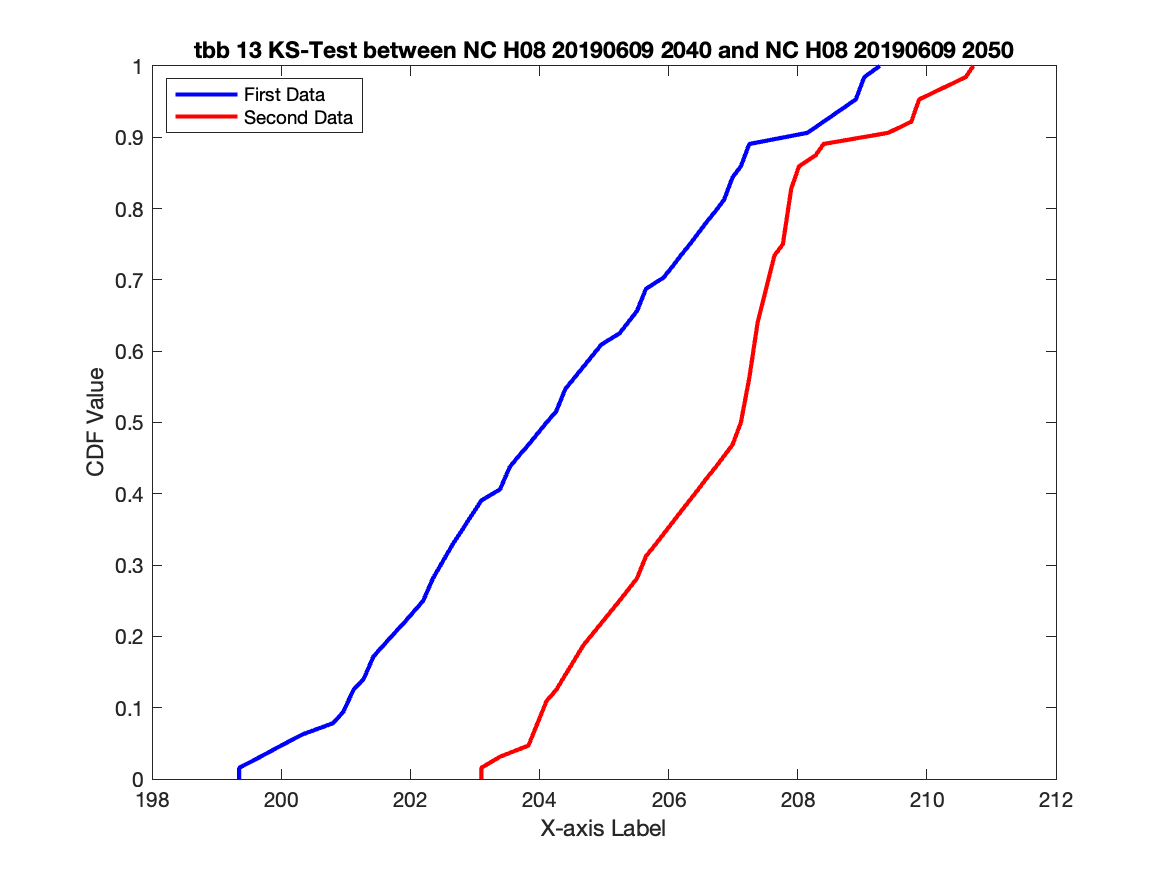 tbb 13 KS-Test between NC H08 20190609 2040 and NC H08 20190609 2050
First Data
Second Data
CDF Value
1
0.9
0.8
0.7
0.6
0.5
0.4
0.3
0.2
0.1
0
198 200 202 204 206 208 210 212
X-axis Label